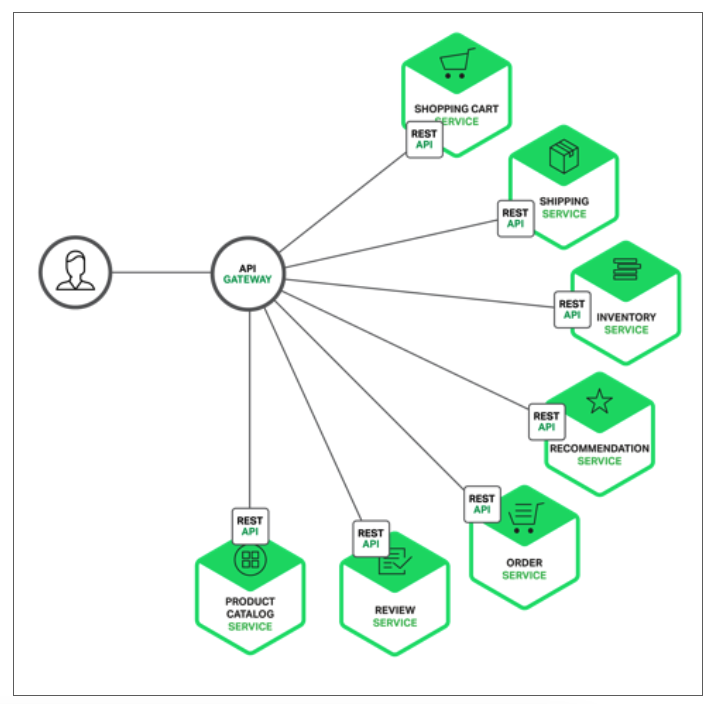 SHOPPING CART
SERVICE
REST
API
SHIPPING
SERVICE
REST
API
API
GATEWAY
INVENTORY
SERVICE
REST
API
RECOMMENDATION
SERVICE
REST
API
REST
API
ORDER
SERVICE
REST
API
REVIEW
SERVICE
REST
API
PRODUCT
CATALOG
SERVICE